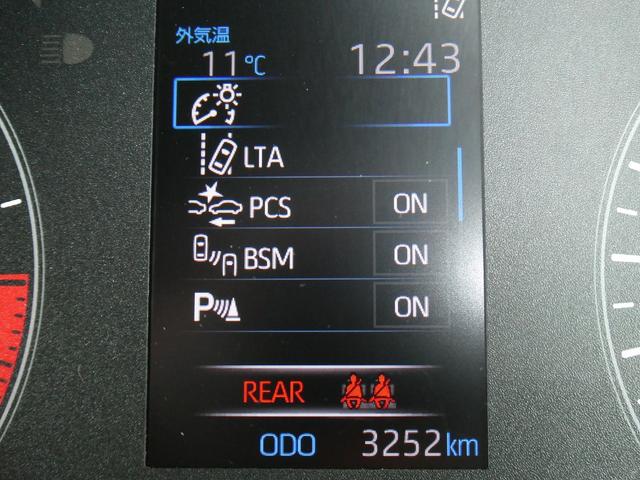 外気温
11℃ 12:43
LTA
PCS ON
BSM ON
P ON
REAR
ODO 3252km